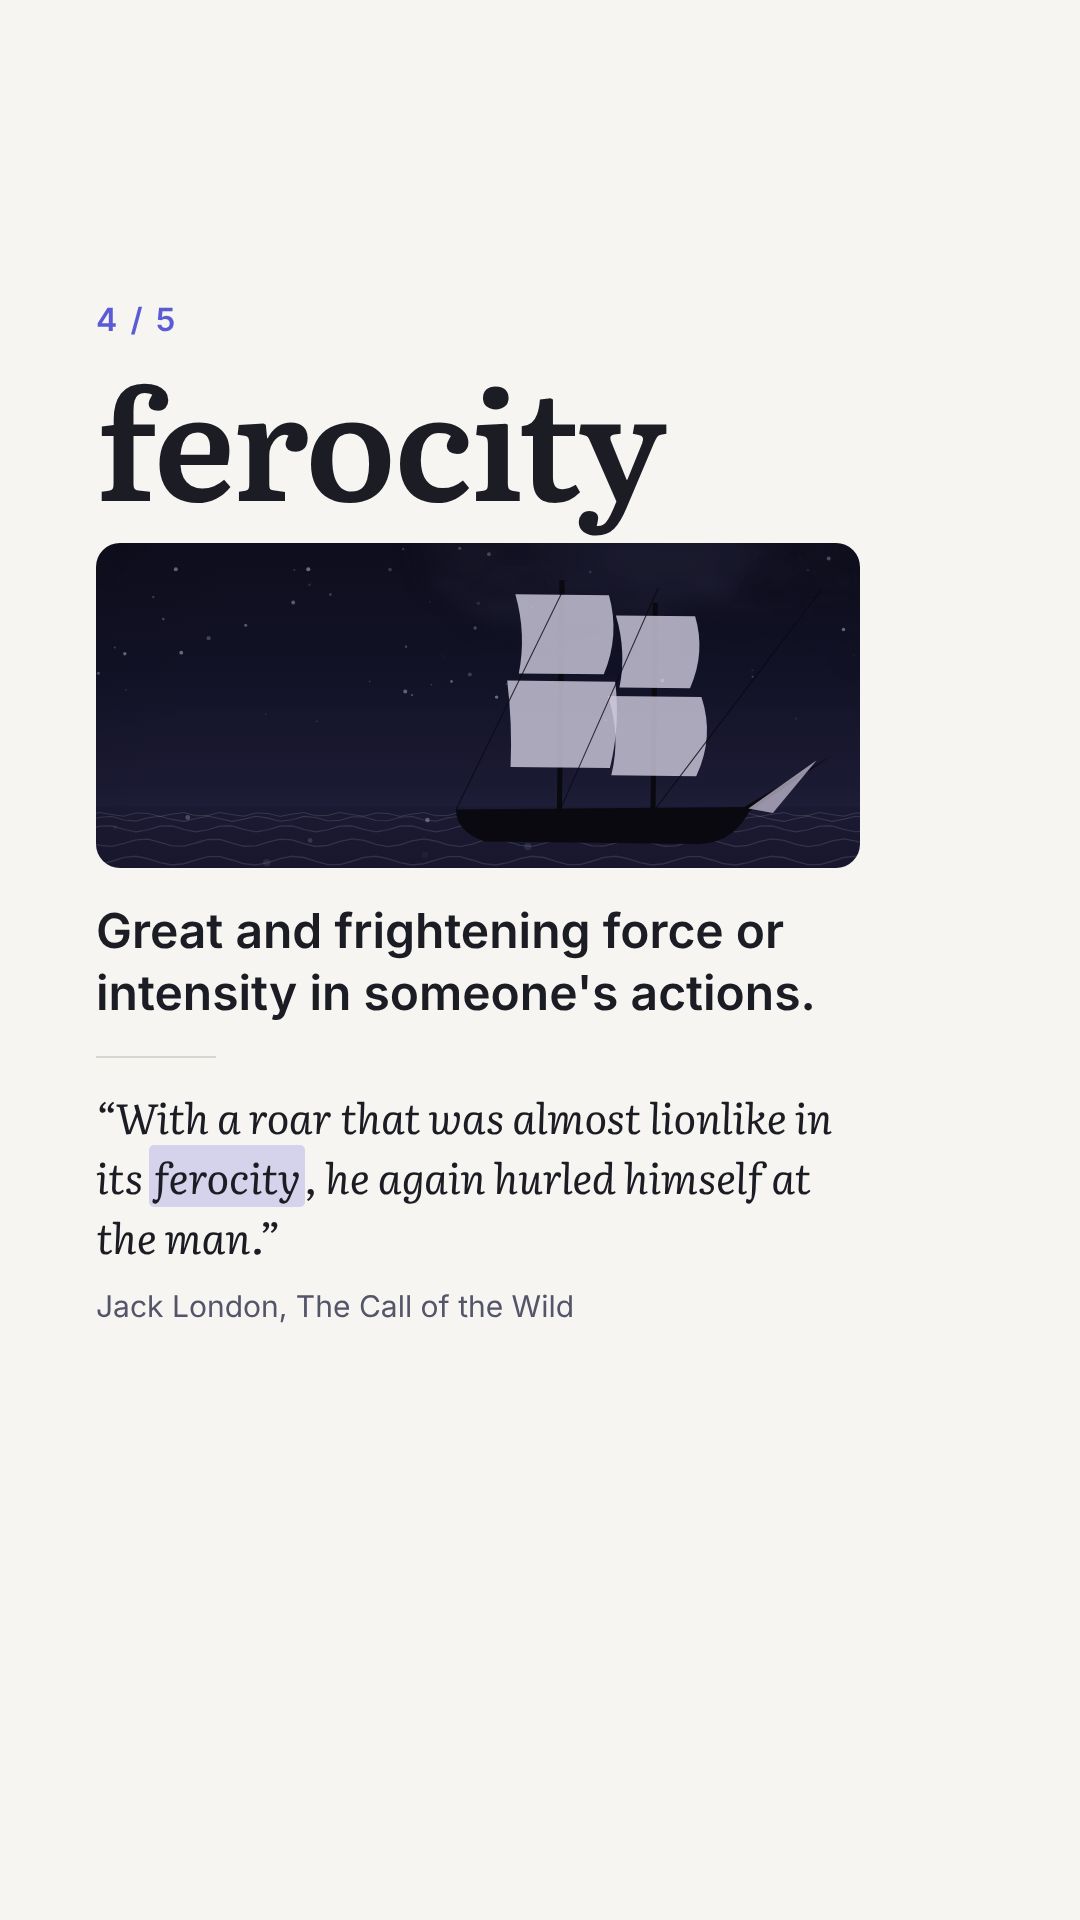 4 / 5
ferocity
Great and frightening force or
intensity in someone's actions.
“With a roar that was almost lionlike in
its ferocity, he again hurled himself at
the man.”
Jack London, The Call of the Wild